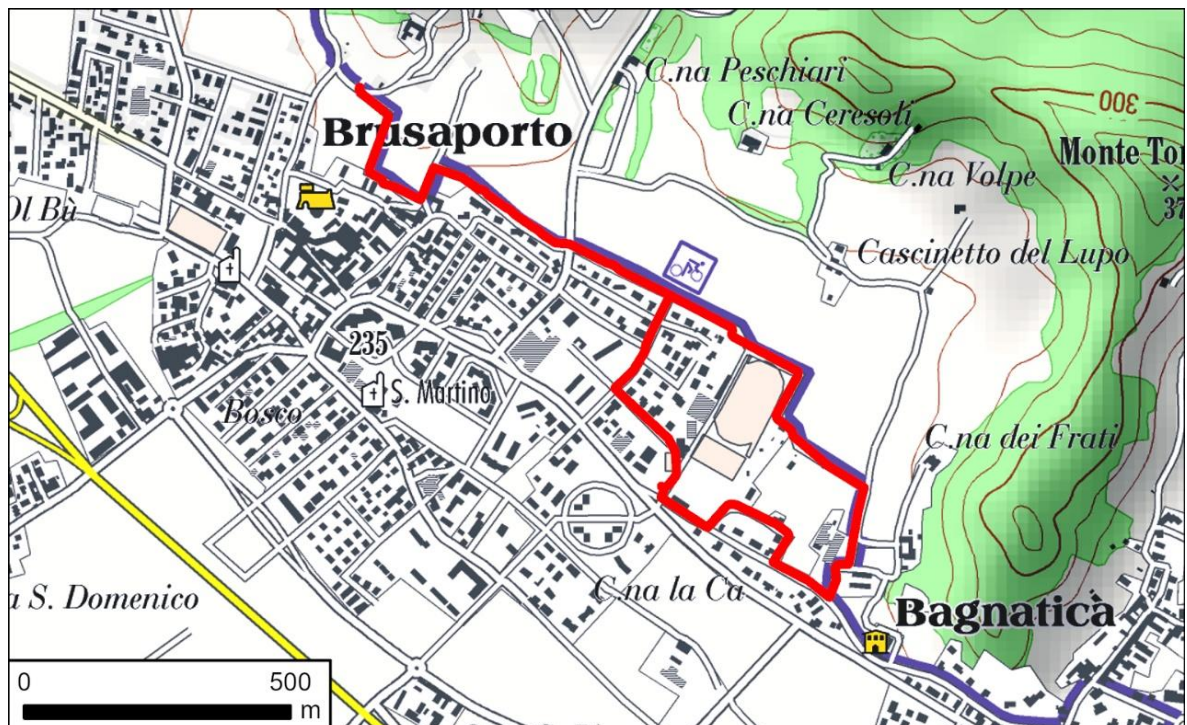 C.na Peschiari
300
C.na Ceresoli
Brusaporto
Monte Tor
C.na Volpe
37
Ol Bù
Cascinetto del Lupo
235
S. Martino
Bosco
C.na dei Frati
C.na la Ca
a S. Domenico
Bagnatica
0 500
m